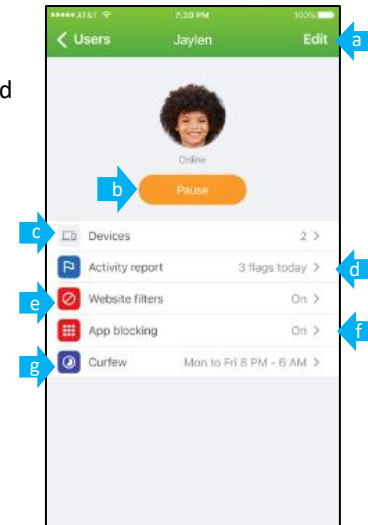 AT&T 7:30 PM 100%
Users Jaylen Edit a
d
Online
b Pause
c Devices 2
Activity report 3 flags today d
e Website filters On
App blocking On f
g Curfew Mon to Fri 8 PM - 6 AM